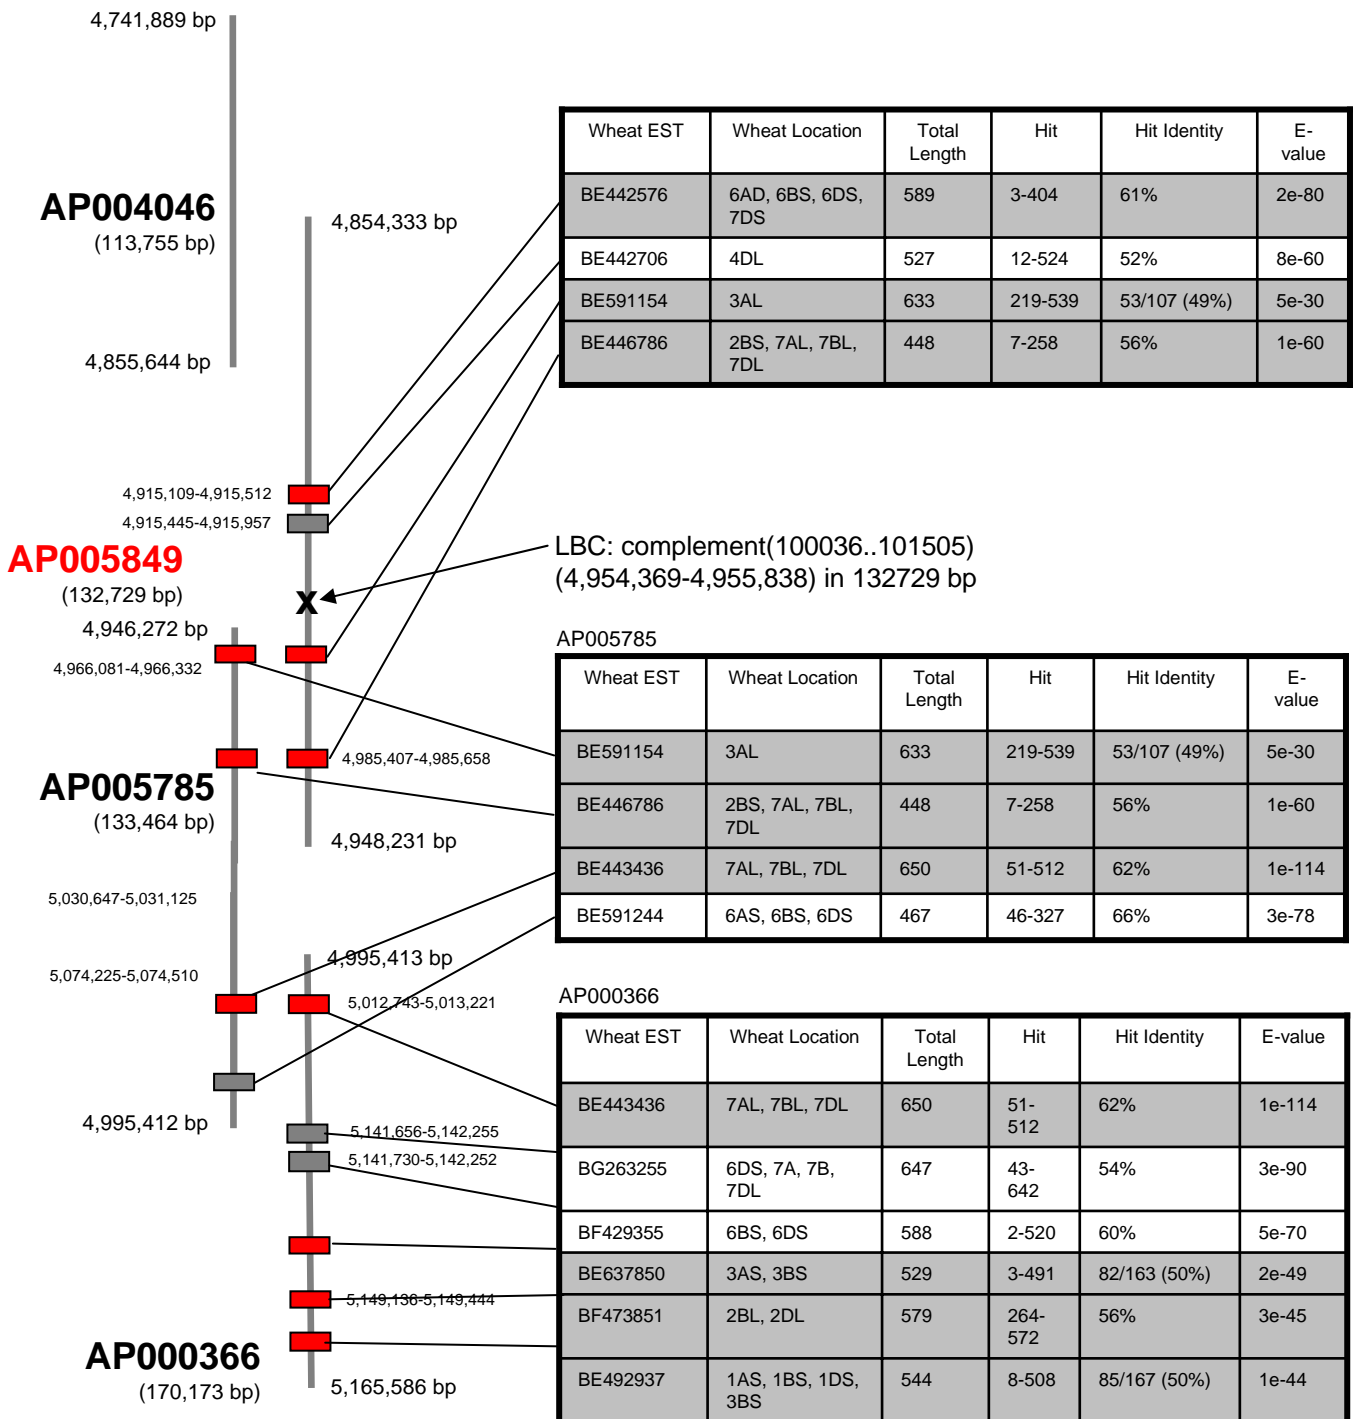 4,741,889 bp
AP004046
(113,755 bp)
4,854,333 bp
4,855,644 bp
Wheat EST Wheat Location Total Length Hit Hit Identity E-value
BE442576 6AD, 6BS, 6DS, 7DS 589 3-404 61% 2e-80
BE442706 4DL 527 12-524 52% 8e-60
BE591154 3AL 633 219-539 53/107 (49%) 5e-30
BE446786 2BS, 7AL, 7BL, 7DL 448 7-258 56% 1e-60
4,915,109-4,915,512
4,915,445-4,915,957
AP005849
(132,729 bp)
LBC: complement(100036..101505)
(4,954,369-4,955,838) in 132729 bp
X
4,946,272 bp
4,966,081-4,966,332
4,985,407-4,985,658
AP005785
(133,464 bp)
4,948,231 bp
5,030,647-5,031,125
4,995,413 bp
5,074,225-5,074,510
5,012,743-5,013,221
4,995,412 bp
AP005785
Wheat EST Wheat Location Total Length Hit Hit Identity E-value
BE591154 3AL 633 219-539 53/107 (49%) 5e-30
BE446786 2BS, 7AL, 7BL, 7DL 448 7-258 56% 1e-60
BE443436 7AL, 7BL, 7DL 650 51-512 62% 1e-114
BE591244 6AS, 6BS, 6DS 467 46-327 66% 3e-78
5,141,656-5,142,255
5,141,730-5,142,252
5,149,136-5,149,444
AP000366
(170,173 bp)
5,165,586 bp
AP000366
Wheat EST Wheat Location Total Length Hit Hit Identity E-value
BE443436 7AL, 7BL, 7DL 650 51-512 62% 1e-114
BG263255 6DS, 7A, 7B, 7DL 647 43-642 54% 3e-90
BF429355 6BS, 6DS 588 2-520 60% 5e-70
BE637850 3AS, 3BS 529 3-491 82/163 (50%) 2e-49
BF473851 2BL, 2DL 579 264-572 56% 3e-45
BE492937 1AS, 1BS, 1DS, 3BS 544 8-508 85/167 (50%) 1e-44